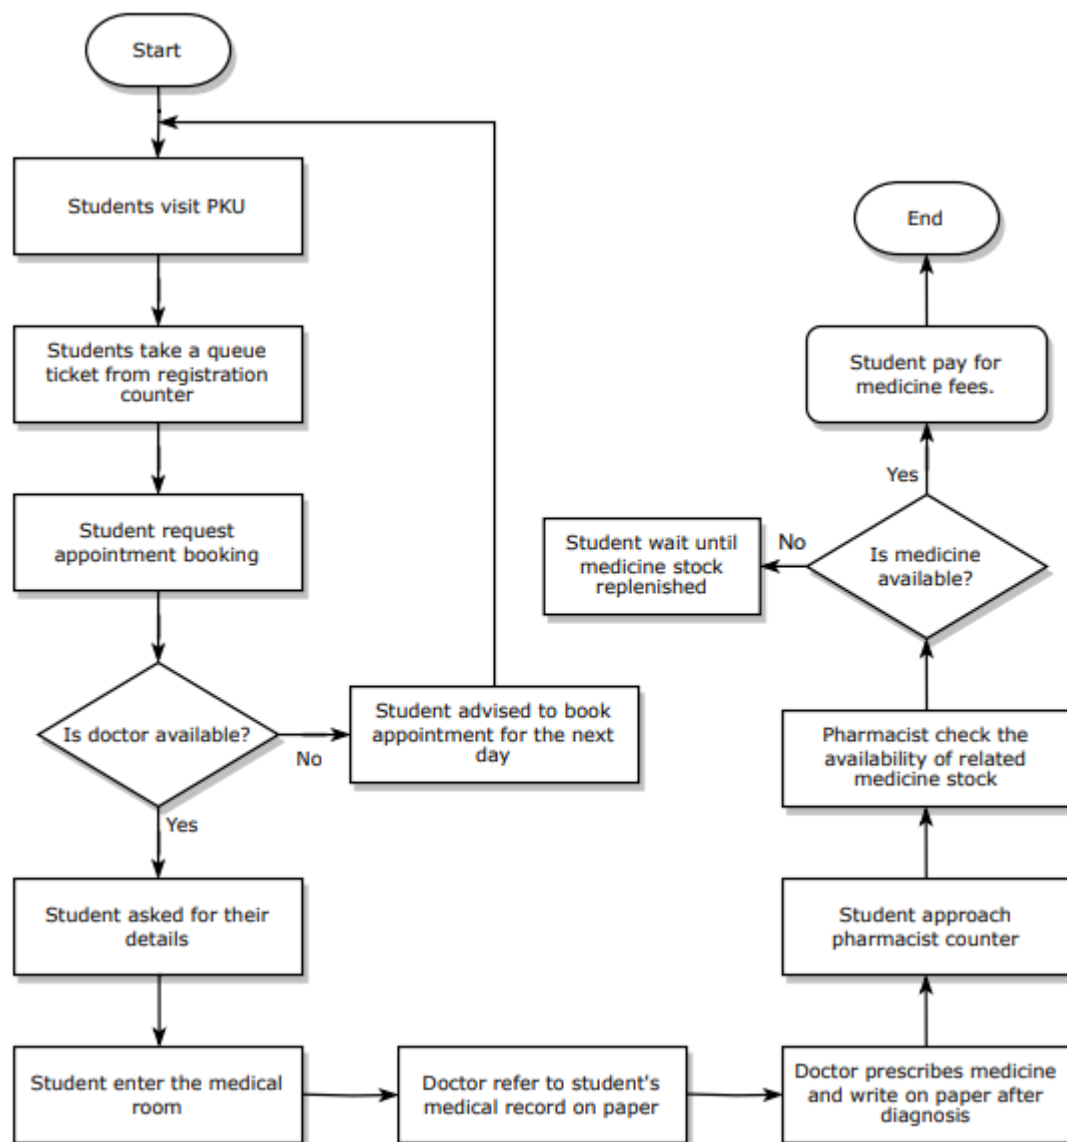 Start
Students visit PKU
Students take a queue
ticket from registration
counter
Student request
appointment booking
Is doctor available?
No
Student advised to book
appointment for the next
day
Yes
Student asked for their
details
Student enter the medical
room
Doctor refer to student's
medical record on paper
Doctor prescribes medicine
and write on paper after
diagnosis
Student approach
pharmacist counter
Pharmacist check the
availability of related
medicine stock
Is medicine
available?
No
Student wait until
medicine stock
replenished
Yes
Student pay for
medicine fees.
End